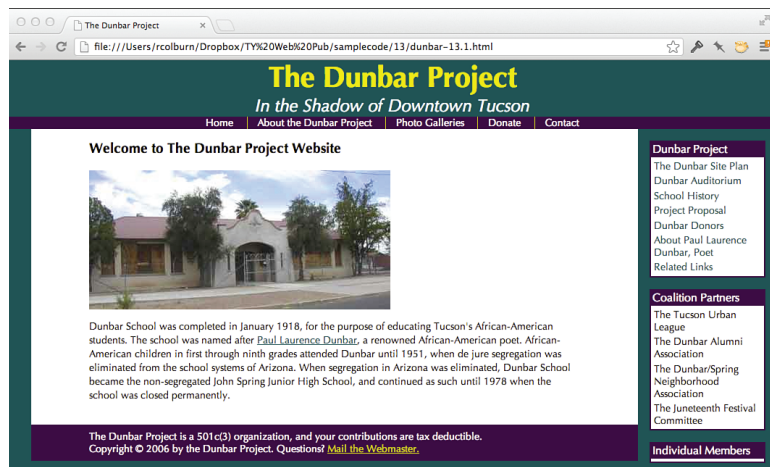 The Dunbar Project
file:///Users/rcolburn/Dropbox/TY%20Web%20Pub/samplecode/13/dunbar-13.1.html
The Dunbar Project
In the Shadow of Downtown Tucson
Home About the Dunbar Project Photo Galleries Donate Contact
Welcome to The Dunbar Project Website
Dunbar School was completed in January 1918, for the purpose of educating Tucson's African-American
students. The school was named after Paul Laurence Dunbar, a renowned African-American poet. African-
American children in first through ninth grades attended Dunbar until 1951, when de jure segregation was
eliminated from the school systems of Arizona. When segregation in Arizona was eliminated, Dunbar School
became the non-segregated John Spring Junior High School, and continued as such until 1978 when the
school was closed permanently.
Dunbar Project
The Dunbar Site Plan
Dunbar Auditorium
School History
Project Proposal
Dunbar Donors
About Paul Laurence
Dunbar, Poet
Related Links
Coalition Partners
The Tucson Urban
League
The Dunbar Alumni
Association
The Dunbar/Spring
Neighborhood
Association
The Juneteenth Festival
Committee
Individual Members
The Dunbar Project is a 501c(3) organization, and your contributions are tax deductible.
Copyright © 2006 by the Dunbar Project. Questions? Mail the Webmaster.